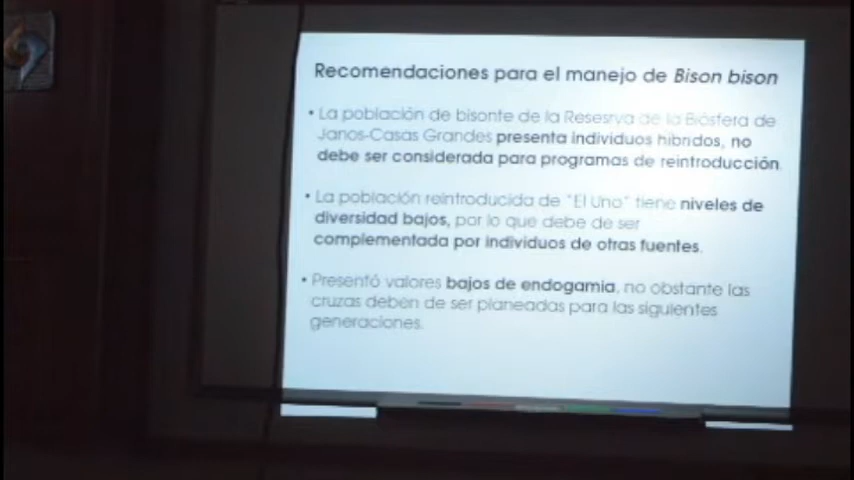 Recomendaciones para el manejo de Bison bison
• La población de bisonte de la Resesrva de la Biósfera de
Janos-Casas Grandes presenta individuos híbridos, no
debe ser considerada para programas de reintroducción.
• La población reintroducida de "El Uno" tiene niveles de
diversidad bajos, por lo que debe de ser
complementada por individuos de otras fuentes.
• Presentó valores bajos de endogamia, no obstante las
cruzas deben de ser planeadas para las siguientes
generaciones.